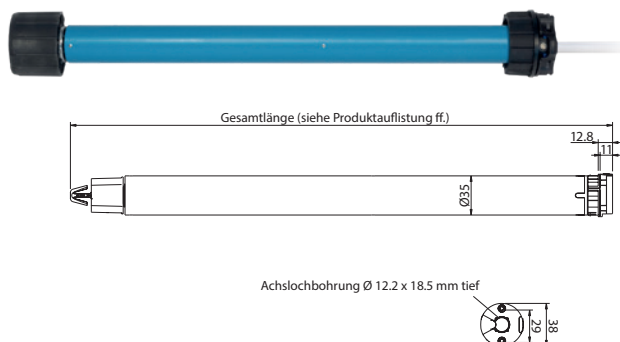 Gesamtlänge (siehe Produktauflistung ff.)
12.8
11
Ø35
Achslochbohrung Ø 12.2 x 18.5 mm tief
29
38